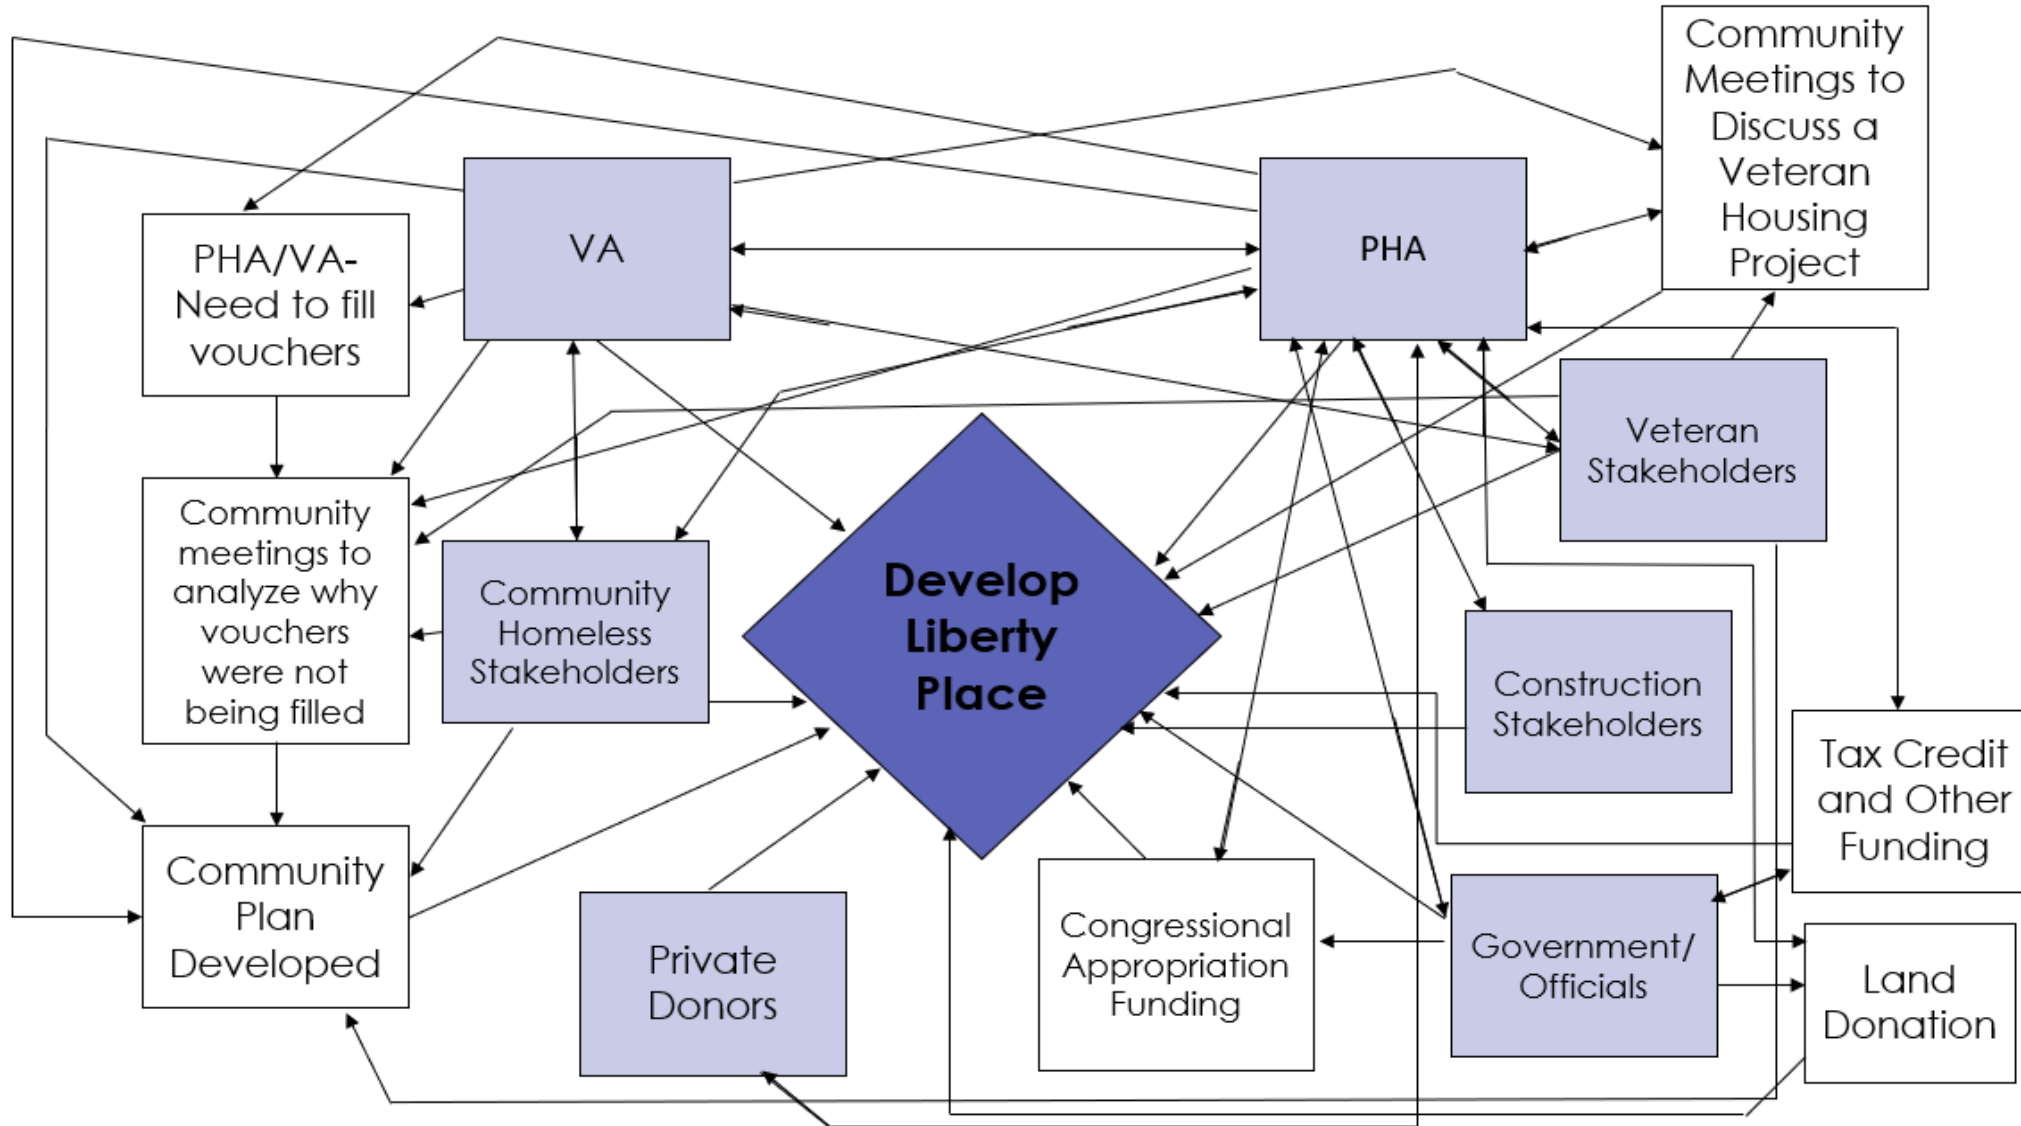 Community
Meetings to
Discuss a
Veteran
Housing
Project
VA
PHA
PHA/VA-
Need to fill
vouchers
Veteran
Stakeholders
Community
meetings to
analyze why
vouchers
were not
being filled
Community
Homeless
Stakeholders
Develop
Liberty
Place
Construction
Stakeholders
Tax Credit
and Other
Funding
Community
Plan
Developed
Private
Donors
Congressional
Appropriation
Funding
Government/
Officials
Land
Donation